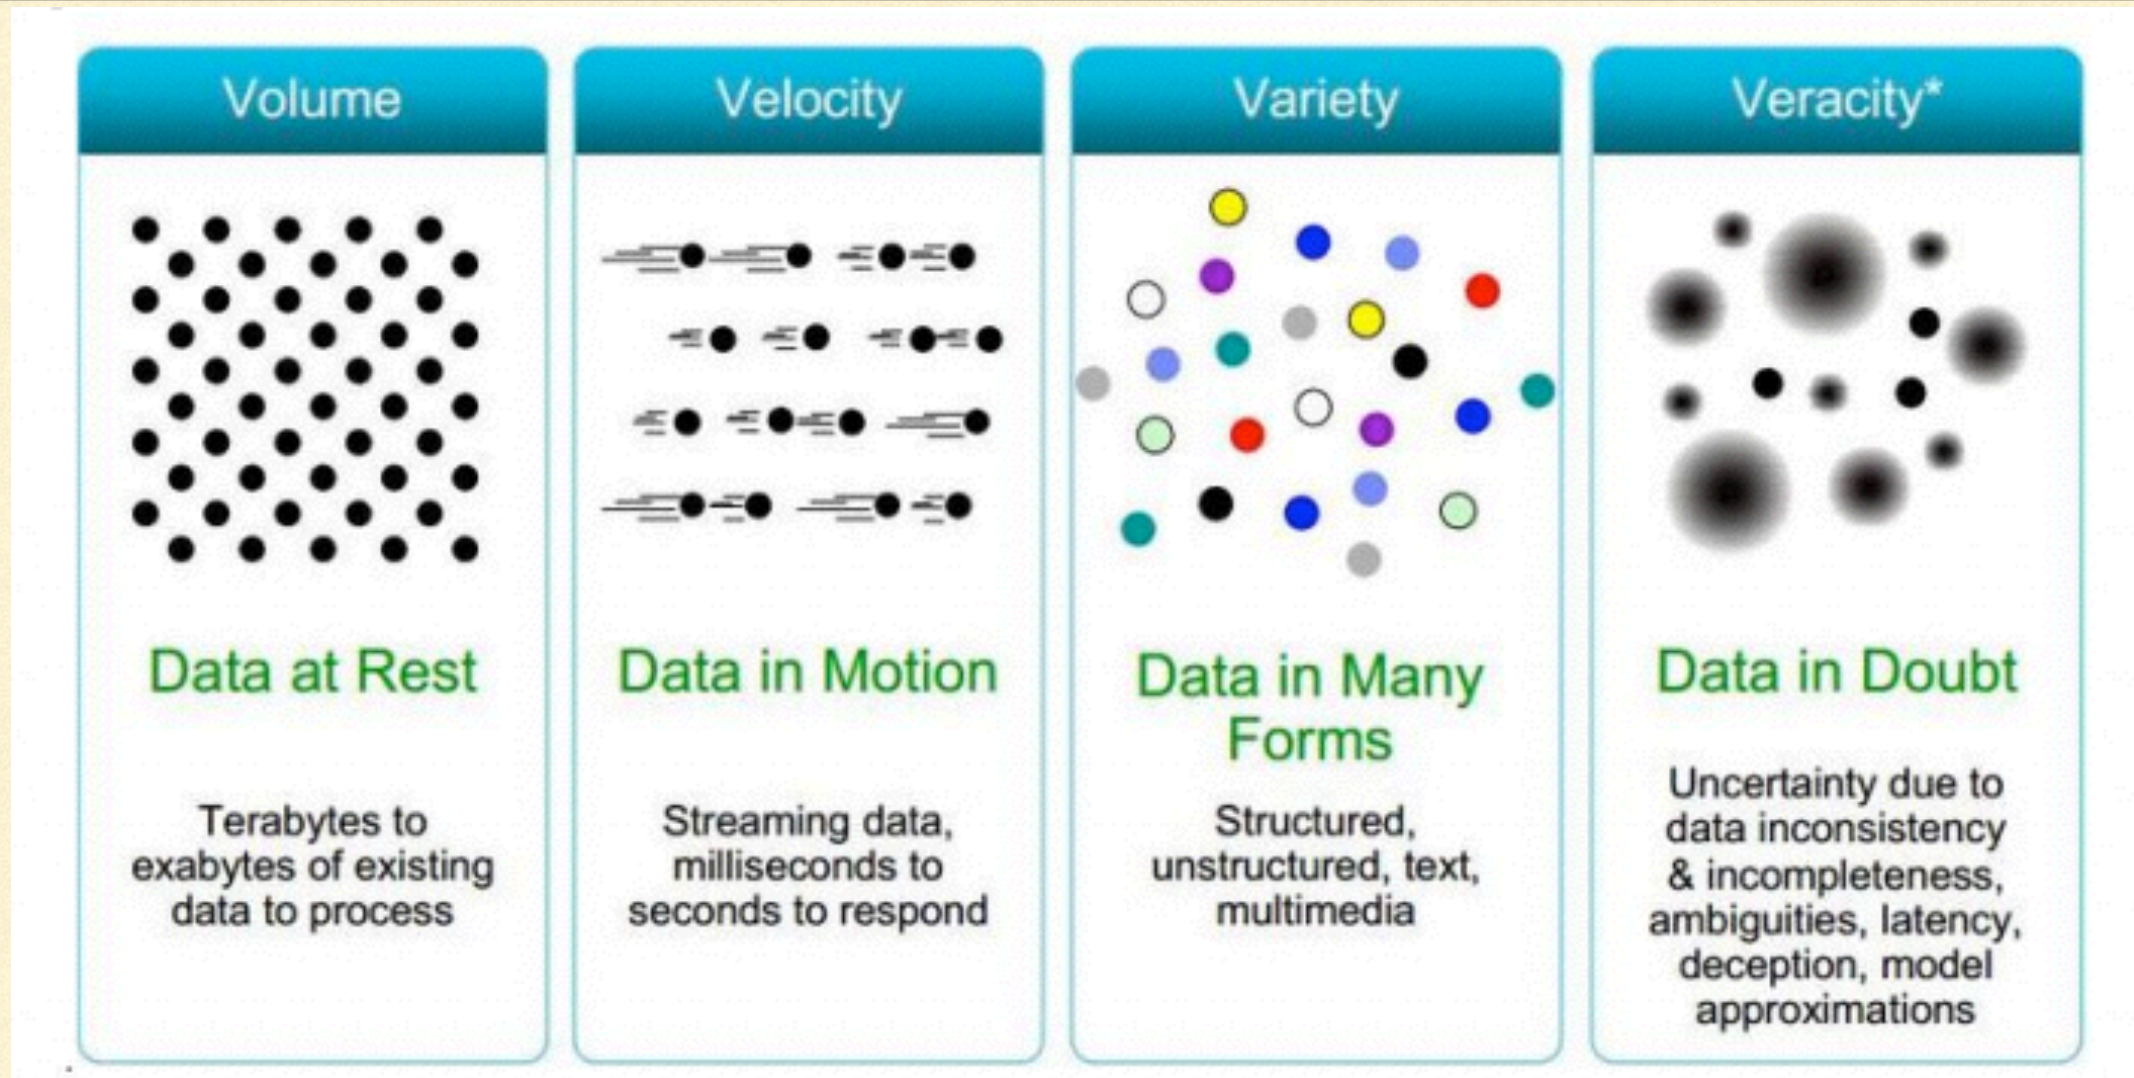 Volume
Data at Rest
Terabytes to
exabytes of existing
data to process
Velocity
Data in Motion
Streaming data,
milliseconds to
seconds to respond
Variety
Data in Many
Forms
Structured,
unstructured, text,
multimedia
Veracity*
Data in Doubt
Uncertainty due to
data inconsistency
& incompleteness,
ambiguities, latency,
deception, model
approximations